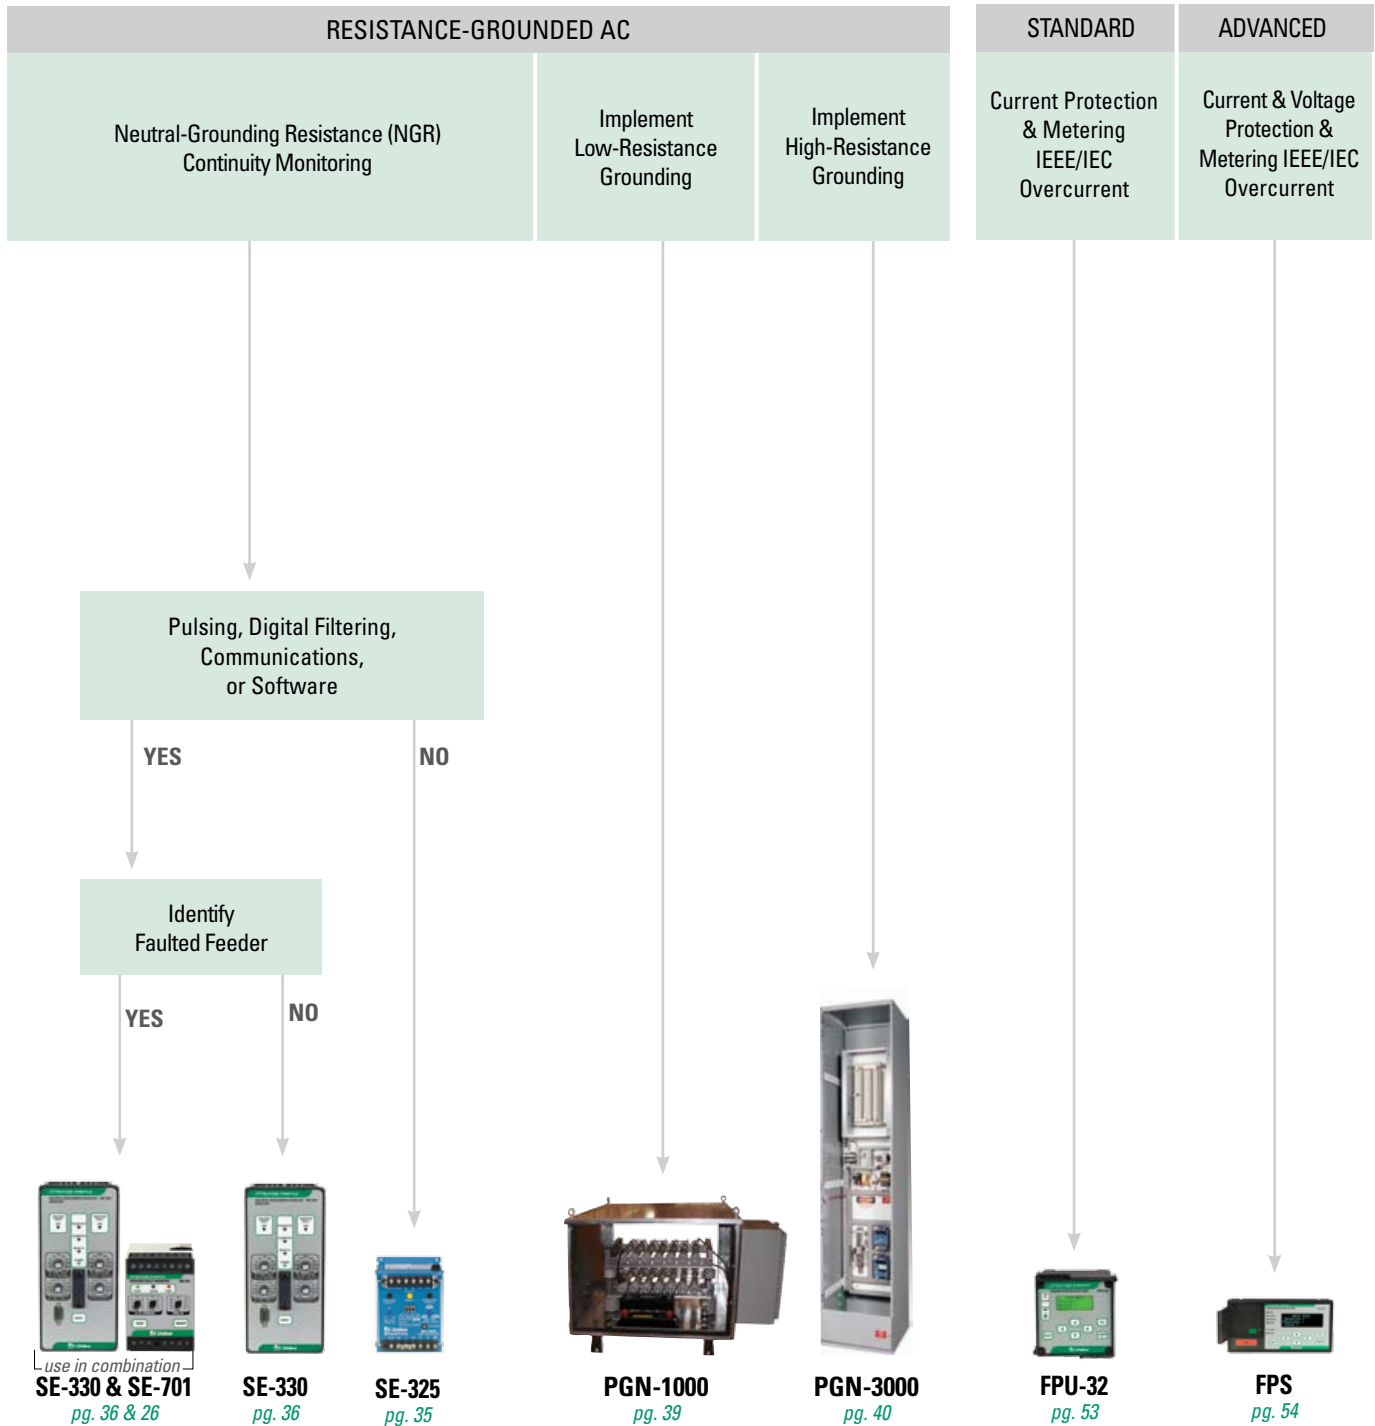 RESISTANCE-GROUNDED AC
STANDARD
ADVANCED
Neutral-Grounding Resistance (NGR)
Continuity Monitoring
Implement
Low-Resistance
Grounding
Implement
High-Resistance
Grounding
Current Protection
& Metering
IEEE/IEC
Overcurrent
Current & Voltage
Protection &
Metering IEEE/IEC
Overcurrent
Pulsing, Digital Filtering,
Communications,
or Software
YES
NO
Identify
Faulted Feeder
YES
NO
use in combination
SE-330 & SE-701
pg. 36 & 26
SE-330
pg. 36
SE-325
pg. 35
PGN-1000
pg. 39
PGN-3000
pg. 40
FPU-32
pg. 53
FPS
pg. 54